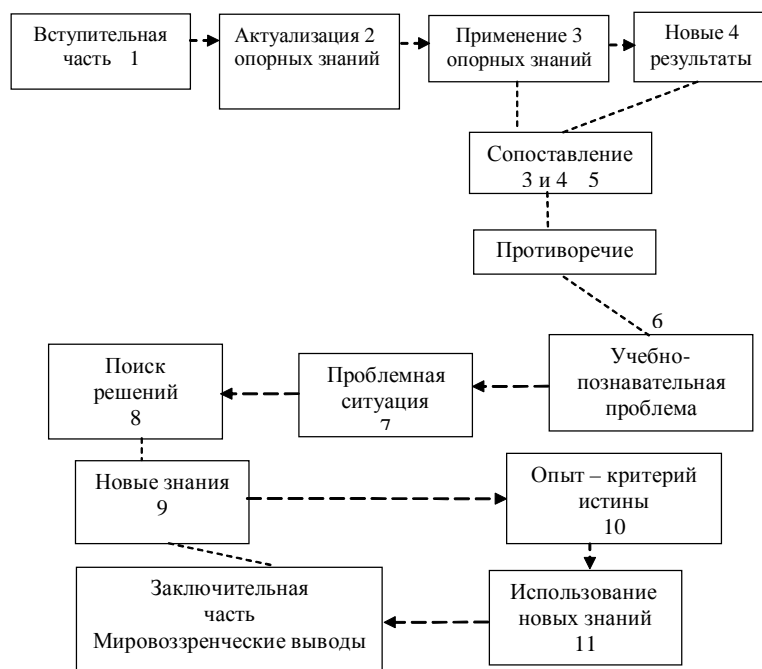 Вступительная
часть 1
Актуализация 2
опорных знаний
Применение 3
опорных знаний
Новые 4
результаты
Сопоставление
3 и 4 5
Противоречие
6
Учебно-
познавательная
проблема
Проблемная
ситуация
7
Поиск
решений
8
Новые знания
9
Опыт – критерий
истины
10
Использование
новых знаний
11
Заключительная
часть
Мировоззренческие выводы